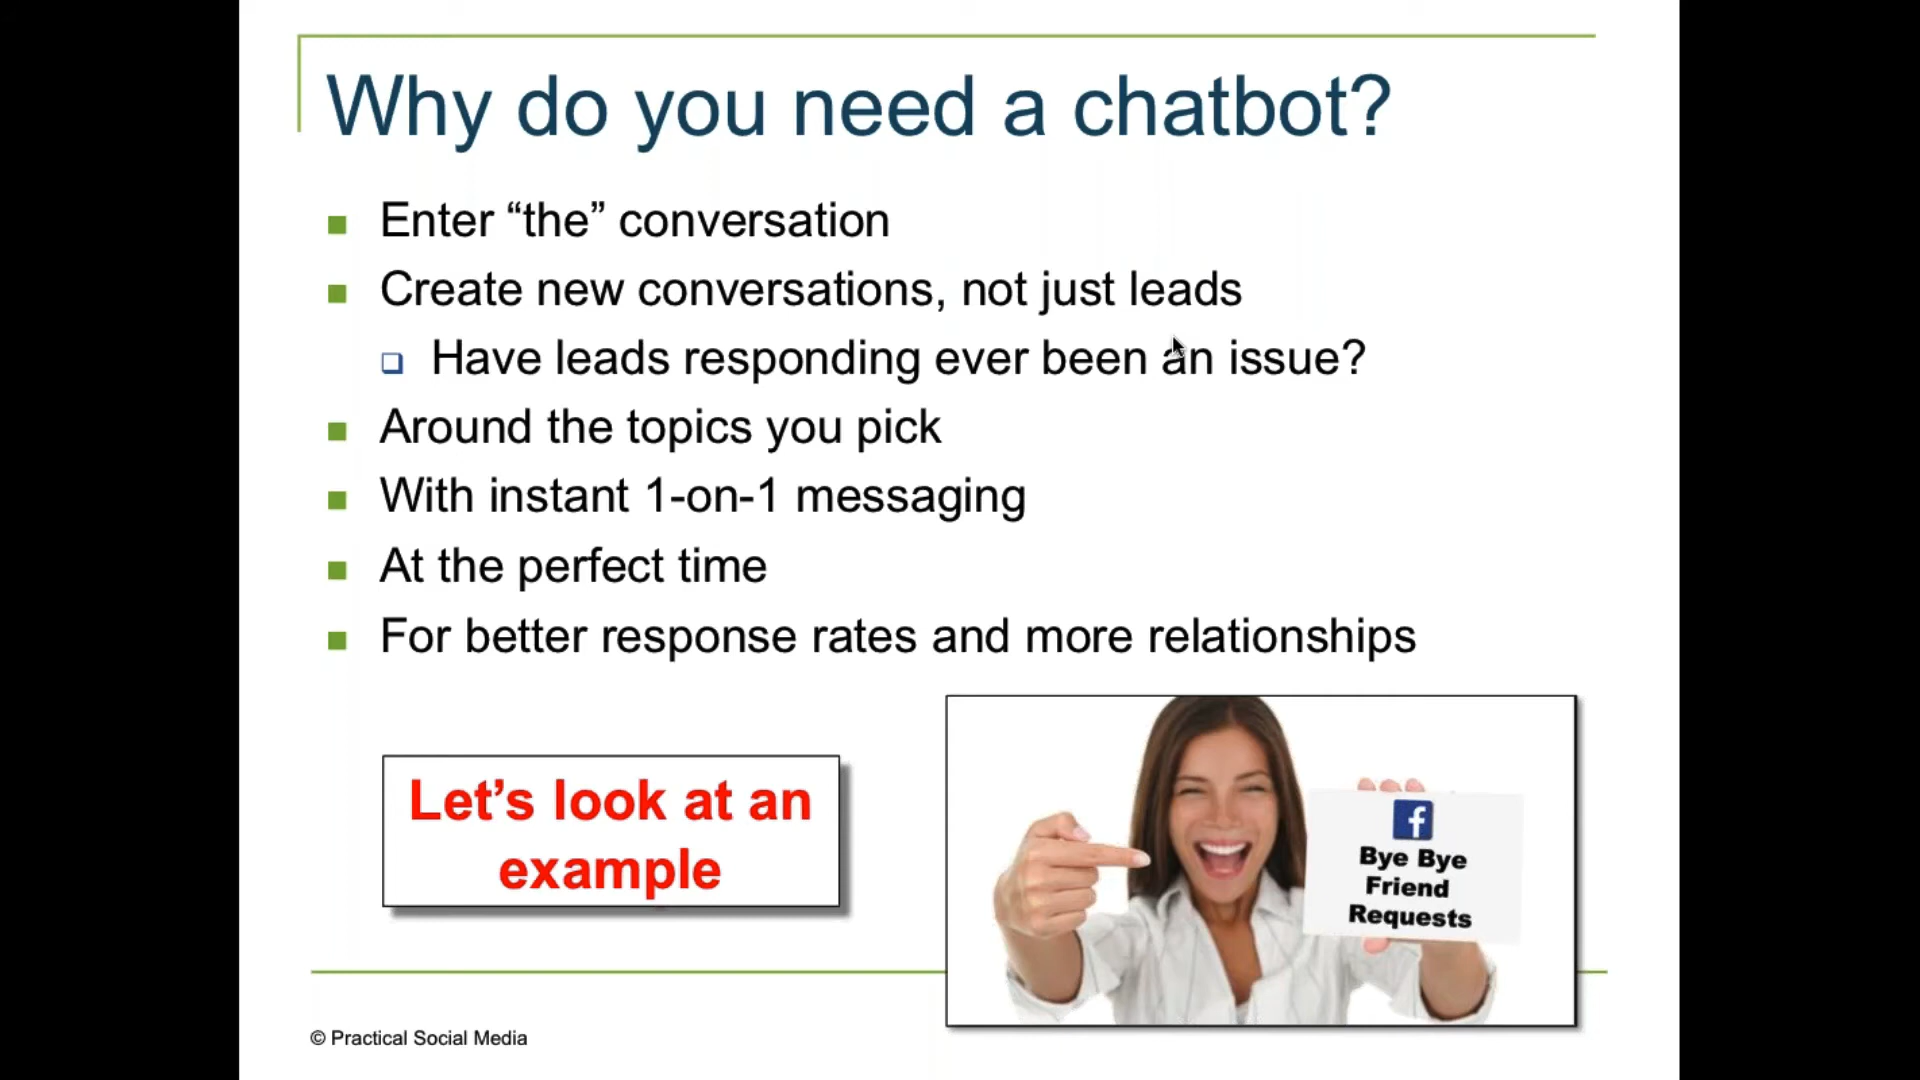 Why do you need a chatbot?
Enter “the” conversation
Create new conversations, not just leads
Have leads responding ever been an issue?
Around the topics you pick
With instant 1-on-1 messaging
At the perfect time
For better response rates and more relationships
Let’s look at an
example
f
Bye Bye
Friend
Requests
© Practical Social Media